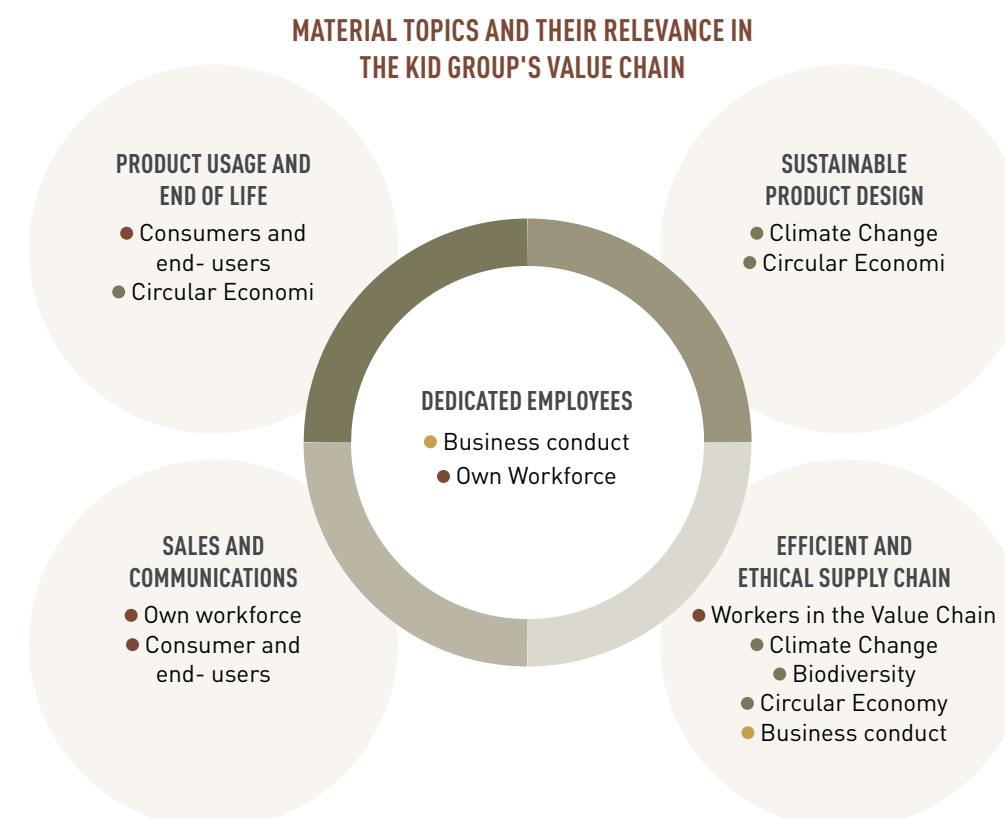 MATERIAL TOPICS AND THEIR RELEVANCE IN
THE KID GROUP'S VALUE CHAIN
PRODUCT USAGE AND
END OF LIFE
Consumers and
end- users
Circular Economi
SUSTAINABLE
PRODUCT DESIGN
Climate Change
Circular Economi
DEDICATED EMPLOYEES
Business conduct
Own Workforce
SALES AND
COMMUNICATIONS
Own workforce
Consumer and
end- users
EFFICIENT AND
ETHICAL SUPPLY CHAIN
Workers in the Value Chain
Climate Change
Biodiversity
Circular Economy
Business conduct